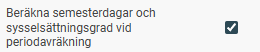 Beräkna semesterdagar och
sysselsättningsgrad vid
periodavräkning